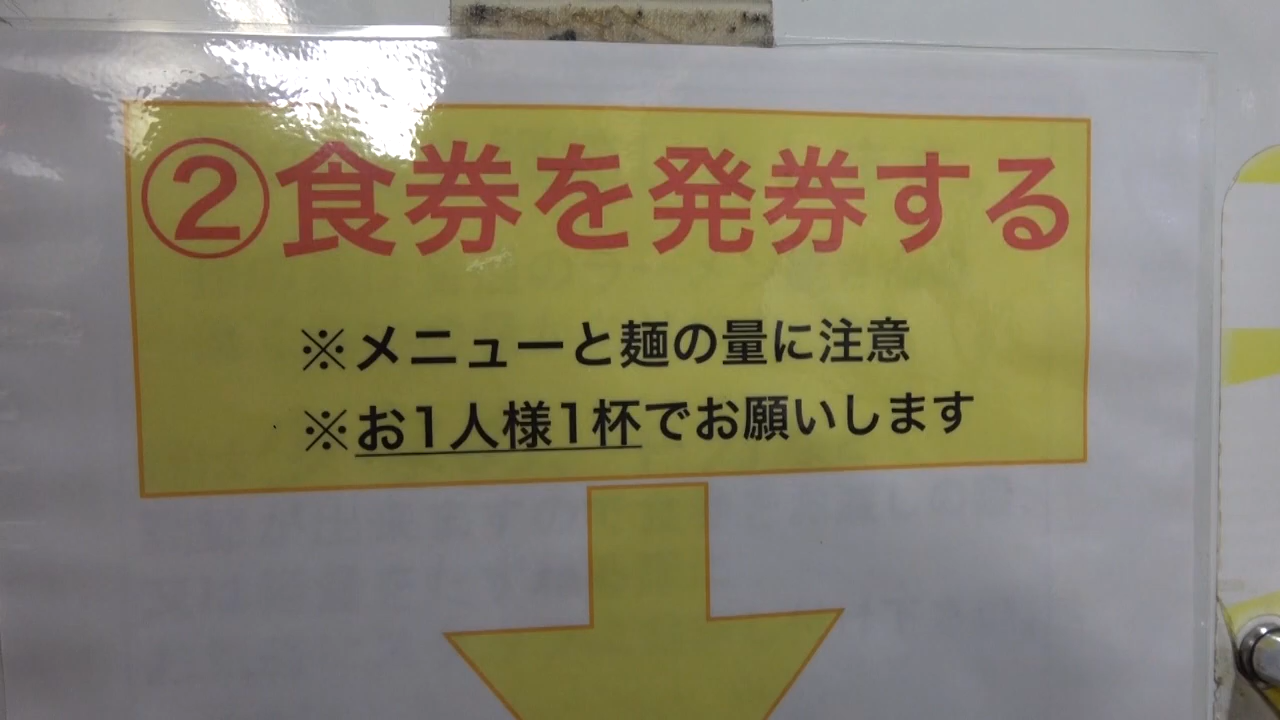 ②食券を発券する
※メニューと麺の量に注意
※お1人様1杯でお願いします